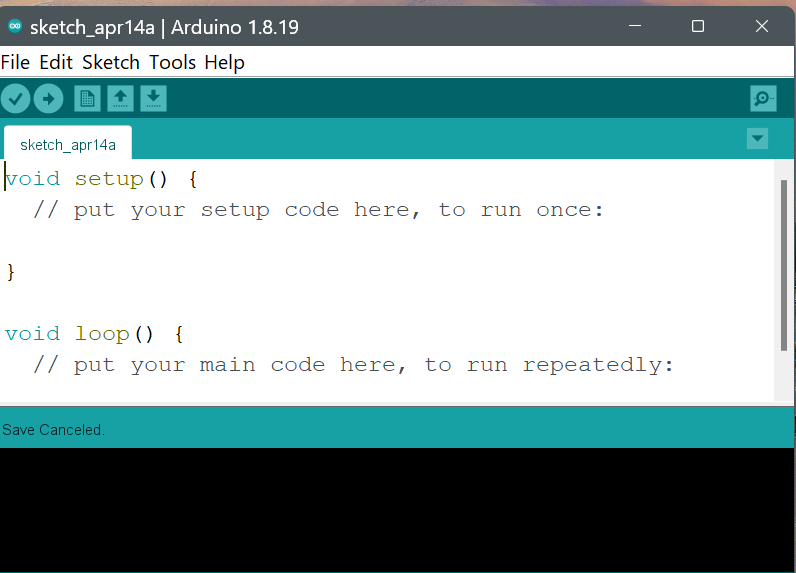 sketch_apr14a | Arduino 1.8.19
File Edit Sketch Tools Help
sketch_apr14a
void setup() {
  // put your setup code here, to run once:

}

void loop() {
  // put your main code here, to run repeatedly:
Save Canceled.